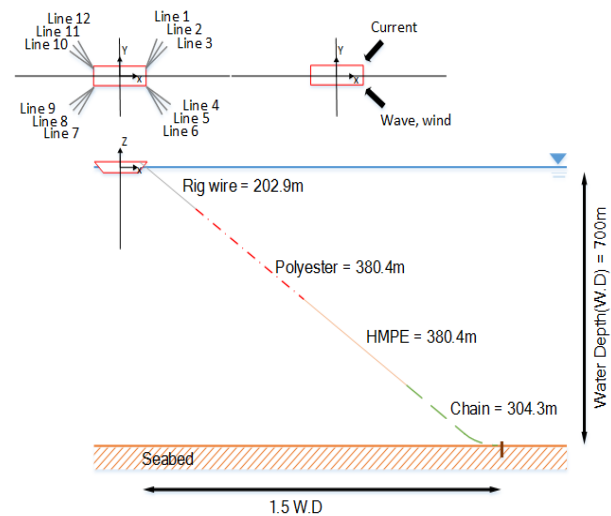 Line 12
Line 11
Line 10
Y
X
Line 1
Line 2
Line 3
Line 9
Line 8
Line 7
Line 4
Line 5
Line 6
Y
X
Current
Wave, wind
Z
X
Rig wire = 202.9m
Polyester = 380.4m
HMPE = 380.4m
Chain = 304.3m
Water Depth(W.D) = 700m
Seabed
1.5 W.D